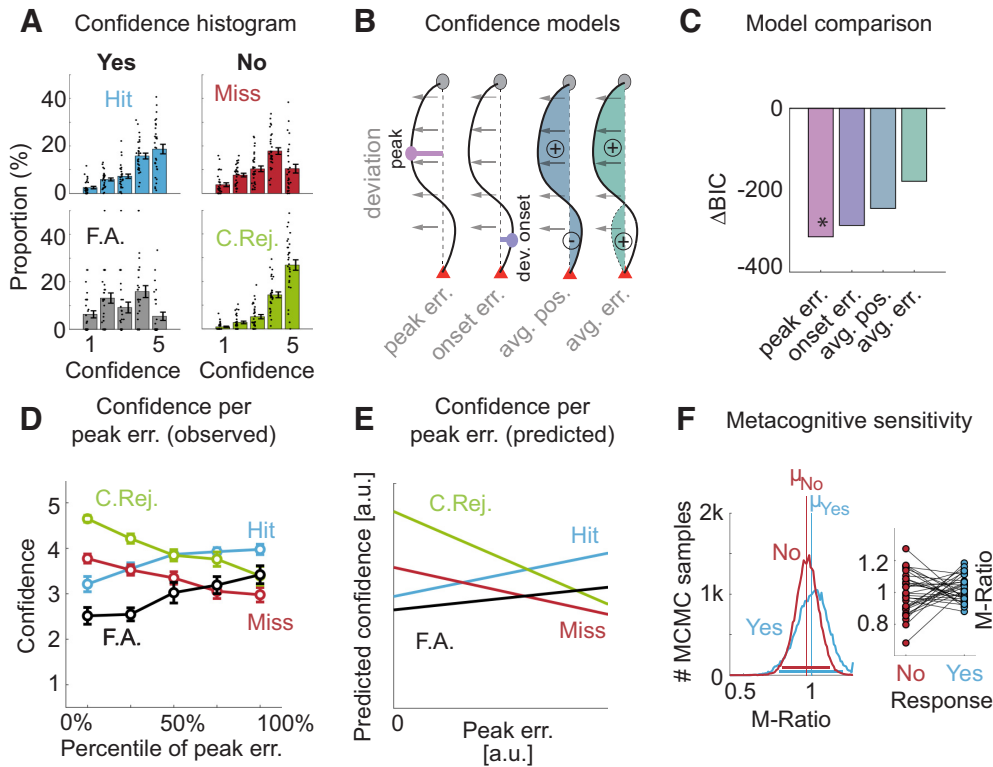 A Confidence histogram
Yes No
Hit
Miss
40
20
0
F.A.
C.Rej.
40
20
0
Proportion (%)
1 5 1 5
Confidence Confidence
B Confidence models
deviation
peak
dev. onset
+
-
+
+
peak err.
onset err.
avg. pos.
avg. err.
C Model comparison
0
-200
-400
ΔBIC
*
peak err.
onset err.
avg. pos.
avg. err.
D Confidence per
peak err. (observed)
5
4
3
2
1
Confidence
C.Rej.
Hit
F.A.
Miss
0% 50% 100%
Percentile of peak err.
E Confidence per
peak err. (predicted)
Predicted confidence [a.u.]
C.Rej.
Hit
F.A.
Miss
0
Peak err.
[a.u.]
F Metacognitive sensitivity
μNo
μYes
2k
1k
0
# MCMC samples
No
Yes
0.5 1
M-Ratio
1.2
1
0.8
M-Ratio
No Yes
Response